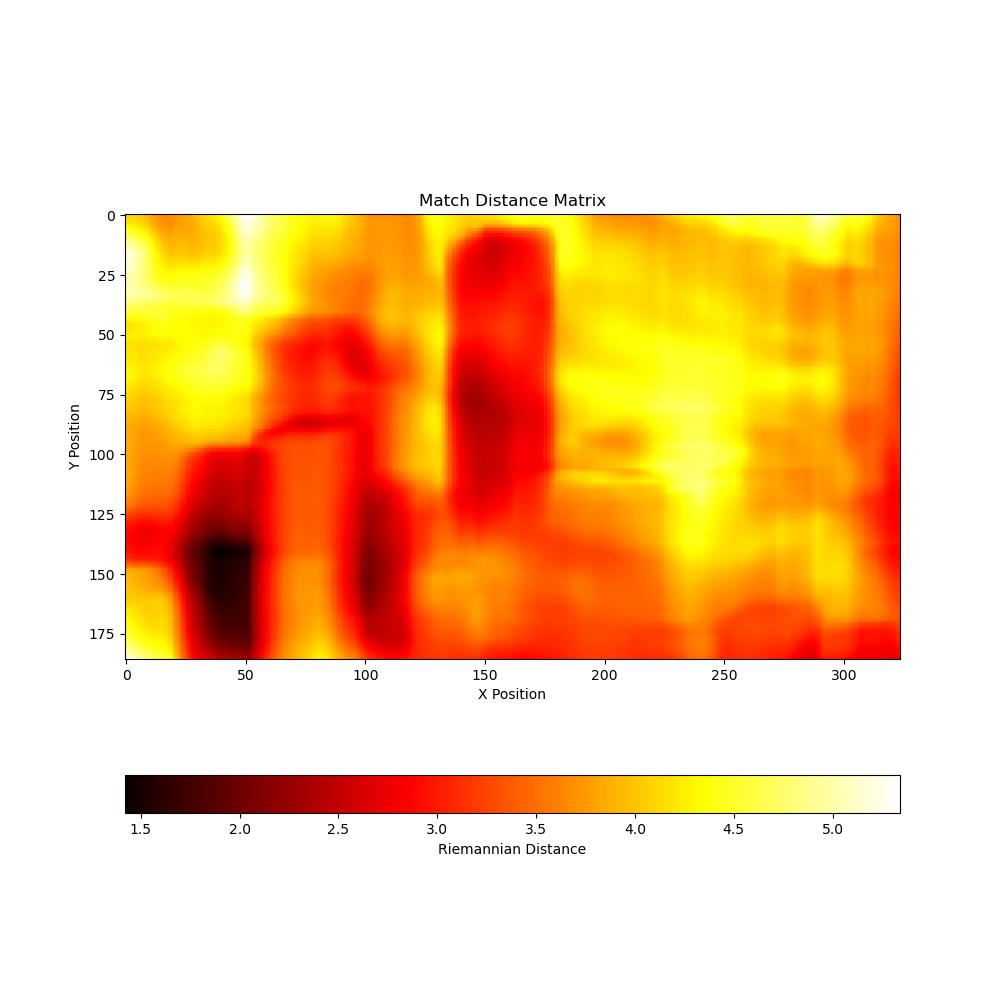 Match Distance Matrix
0
25
50
75
100
125
150
175
Y Position
0 50 100 150 200 250 300
X Position
1.5 2.0 2.5 3.0 3.5 4.0 4.5 5.0
Riemannian Distance